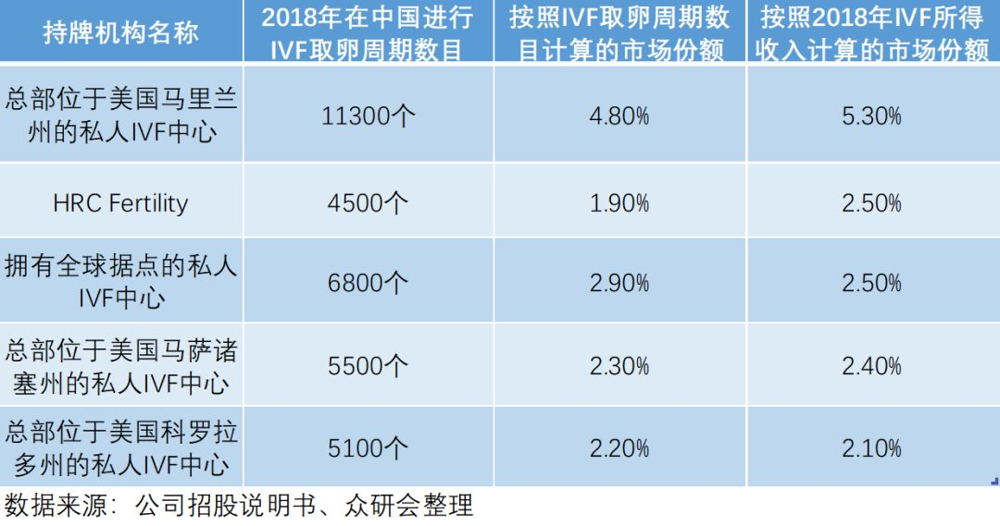 持牌机构名称
2018年在中国进行
IVF取卵周期数目
按照IVF取卵周期数
目计算的市场份额
按照2018年IVF所得
收入计算的市场份额
总部位于美国马里兰
州的私人IVF中心
11300个
4.80%
5.30%
HRC Fertility
4500个
1.90%
2.50%
拥有全球据点的私人
IVF中心
6800个
2.90%
2.50%
总部位于美国马萨诸
塞州的私人IVF中心
5500个
2.30%
2.40%
总部位于美国科罗拉
多州的私人IVF中心
5100个
2.20%
2.10%
数据来源：公司招股说明书、众研会整理